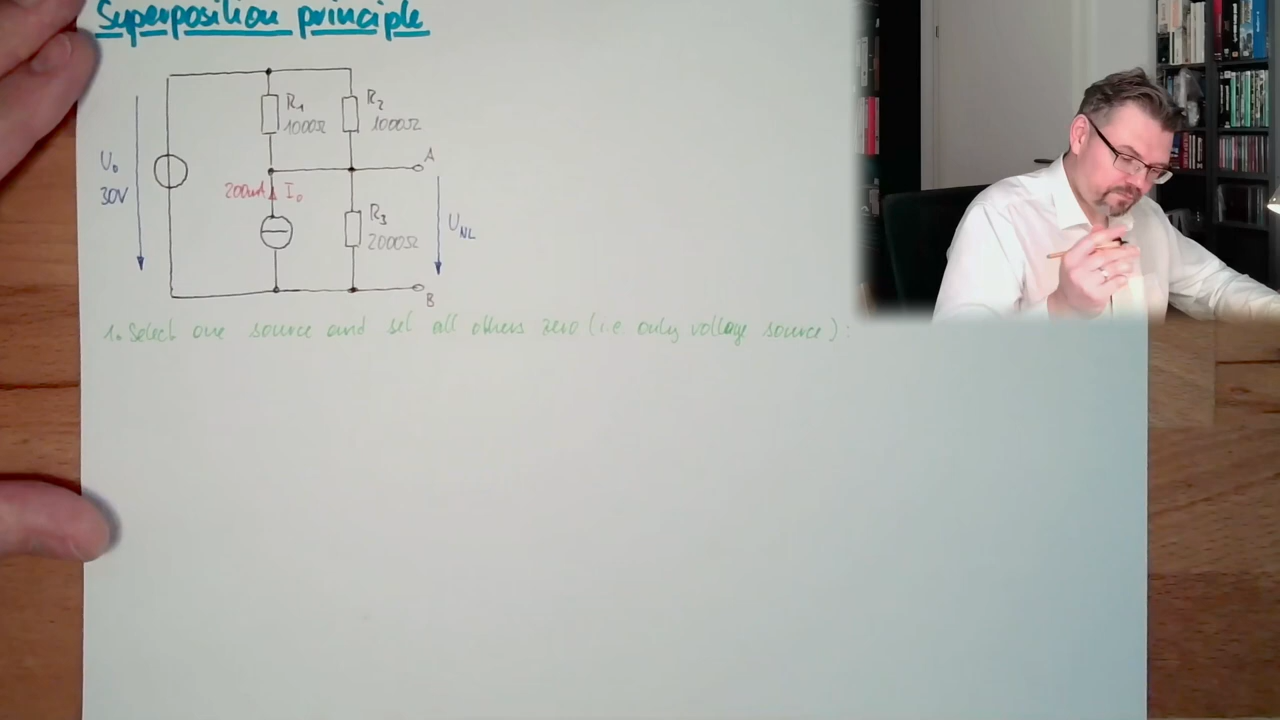 Superposition principle
R1
1000Ω
R2
1000Ω
U0
30V
A
200mA I0
R3
2000Ω
UNL
B
1. Select one source and set all others zero (i.e. only voltage source):